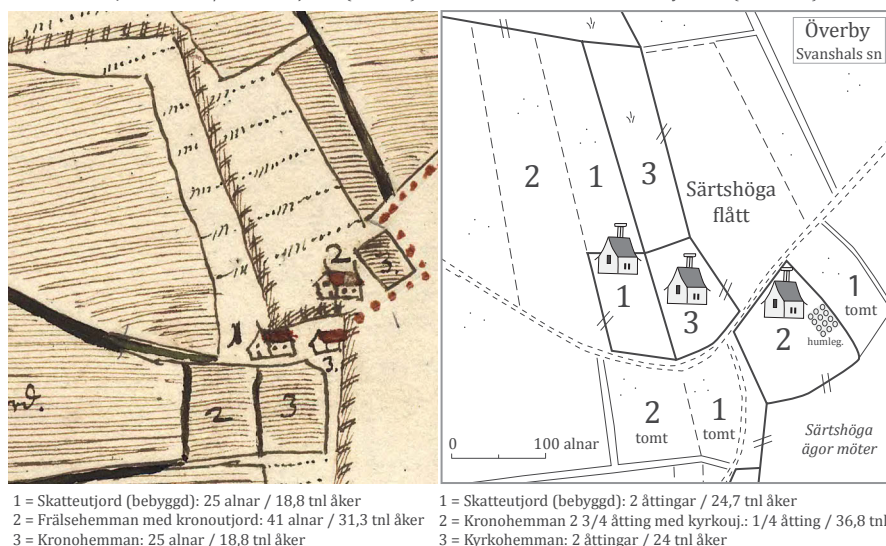 Överby
Svanshals sn
2
1
3
Särtshöga
flått
2
3.
1
3.
1
3
2
humleg.
1
tomt
2
3
2
tomt
1
tomt
0
100 alnar
Särtshöga
ägor möter
1 = Skatteutjord (bebyggd): 25 alnar / 18,8 tnl åker
2 = Frälsehemman med kronoutjord: 41 alnar / 31,3 tnl åker
3 = Kronohemman: 25 alnar / 18,8 tnl åker
1 = Skatteutjord (bebyggd): 2 åttingar / 24,7 tnl åker
2 = Kronohemman 2 3/4 åtting med kyrkouj.: 1/4 åtting / 36,8 tnl
3 = Kyrkohemman: 2 åttingar / 24 tnl åker